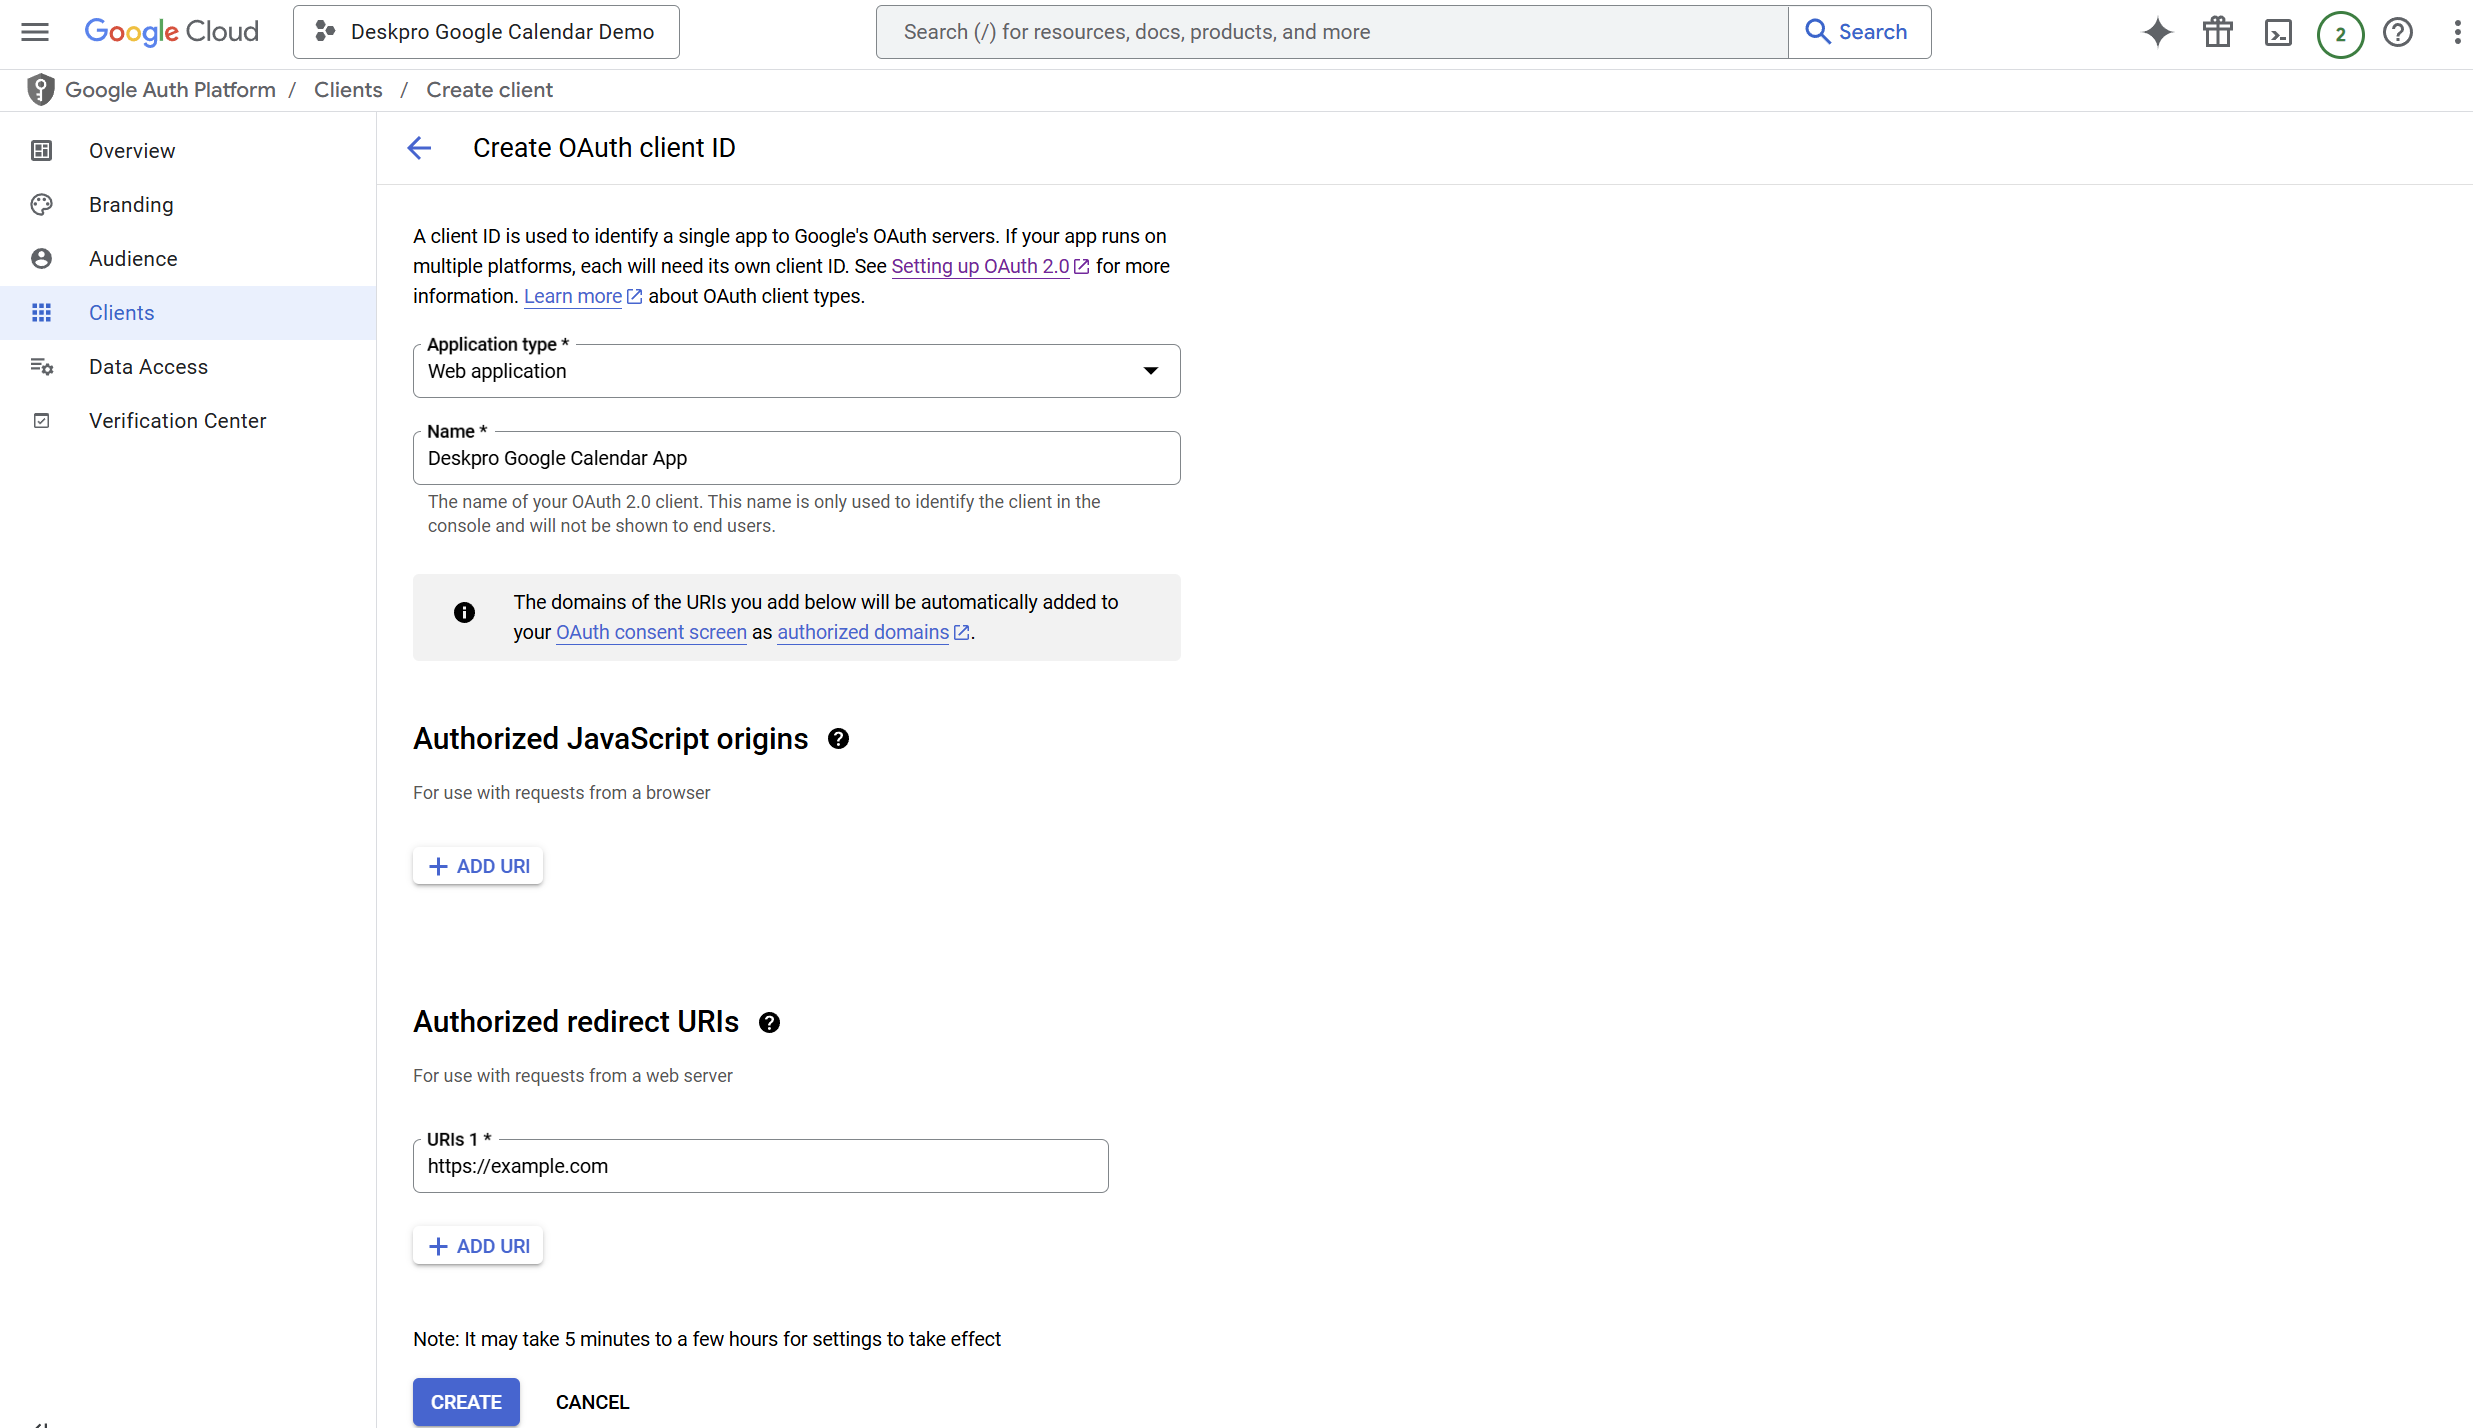 Google Cloud
Deskpro Google Calendar Demo
Search (/) for resources, docs, products, and more
Search
2
Google Auth Platform / Clients / Create client
Overview
Branding
Audience
Clients
Data Access
Verification Center
Create OAuth client ID
A client ID is used to identify a single app to Google's OAuth servers. If your app runs on
multiple platforms, each will need its own client ID. See Setting up OAuth 2.0 for more
information. Learn more about OAuth client types.
Application type *
Web application
Name *
Deskpro Google Calendar App
The name of your OAuth 2.0 client. This name is only used to identify the client in the
console and will not be shown to end users.
The domains of the URIs you add below will be automatically added to
your OAuth consent screen as authorized domains.
Authorized JavaScript origins
For use with requests from a browser
ADD URI
Authorized redirect URIs
For use with requests from a web server
URIs 1 *
https://example.com
ADD URI
Note: It may take 5 minutes to a few hours for settings to take effect
CREATE
CANCEL